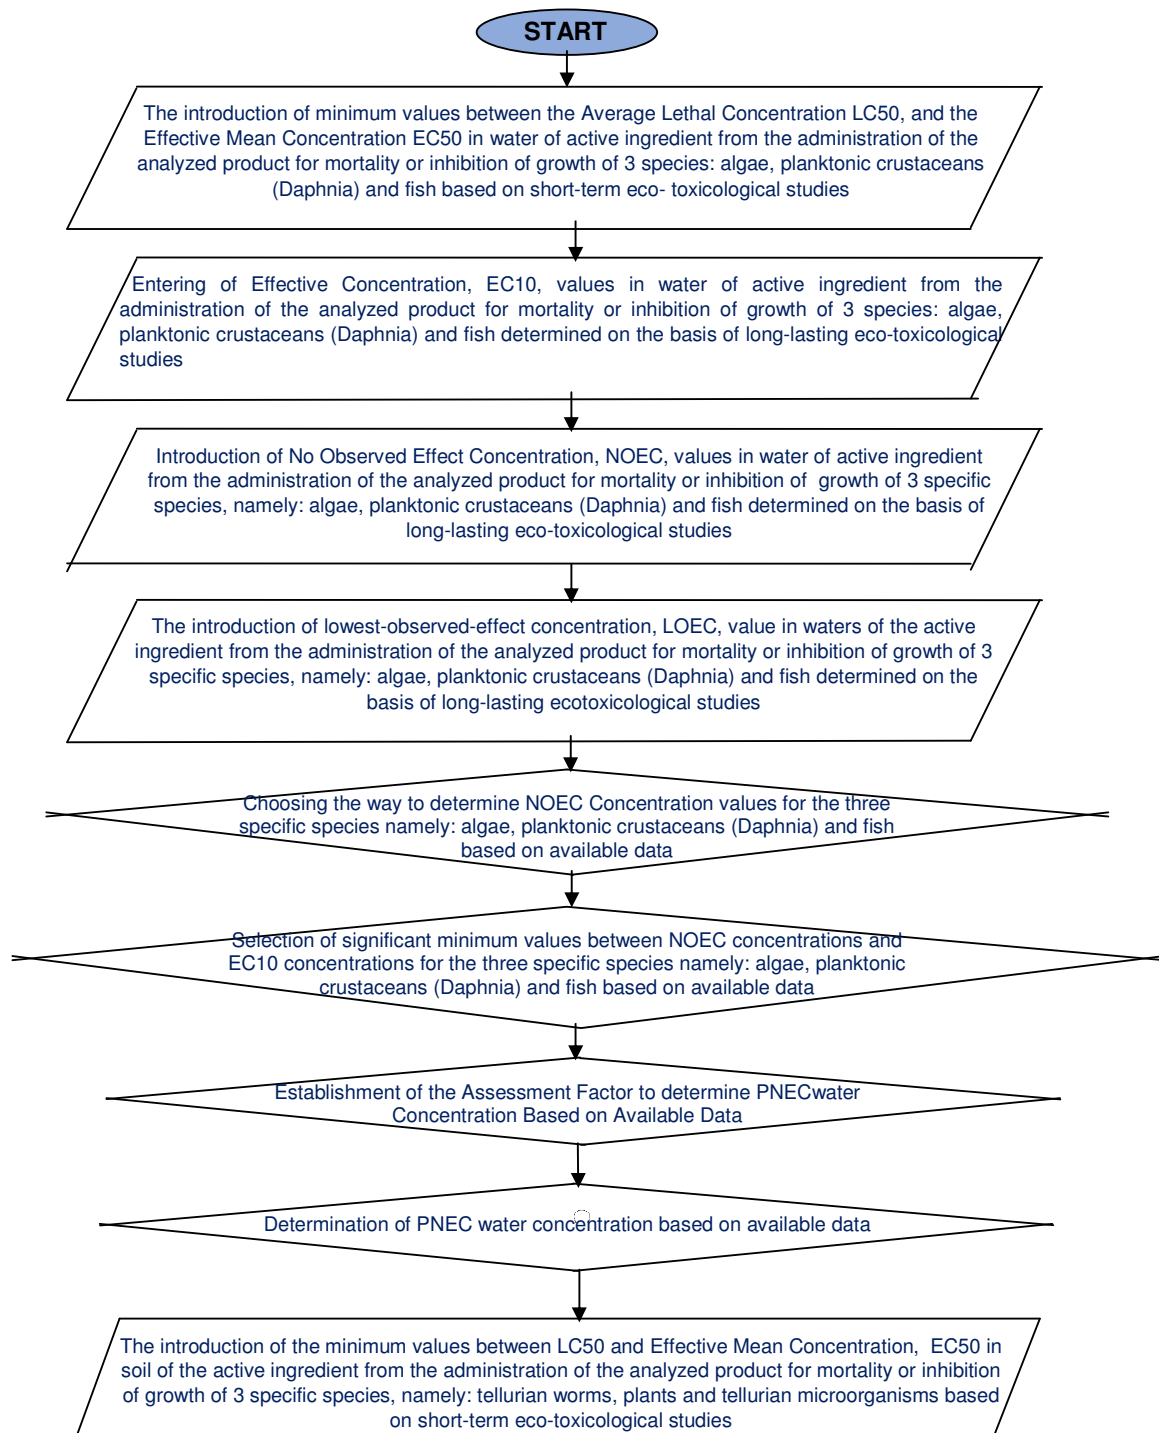 START
The introduction of minimum values between the Average Lethal Concentration LC50, and the
Effective Mean Concentration EC50 in water of active ingredient from the administration of the
analyzed product for mortality or inhibition of growth of 3 species: algae, planktonic crustaceans
(Daphnia) and fish based on short-term eco- toxicological studies
Entering of Effective Concentration, EC10, values in water of active ingredient from the
administration of the analyzed product for mortality or inhibition of growth of 3 species: algae,
planktonic crustaceans (Daphnia) and fish determined on the basis of long-lasting eco-toxicological
studies
Introduction of No Observed Effect Concentration, NOEC, values in water of active ingredient
from the administration of the analyzed product for mortality or inhibition of growth of 3 specific
species, namely: algae, planktonic crustaceans (Daphnia) and fish determined on the basis of
long-lasting eco-toxicological studies
The introduction of lowest-observed-effect concentration, LOEC, value in waters of the active
ingredient from the administration of the analyzed product for mortality or inhibition of growth of 3
specific species, namely: algae, planktonic crustaceans (Daphnia) and fish determined on the
basis of long-lasting ecotoxicological studies
Choosing the way to determine NOEC Concentration values for the three
specific species namely: algae, planktonic crustaceans (Daphnia) and fish
based on available data
Selection of significant minimum values between NOEC concentrations and
EC10 concentrations for the three specific species namely: algae, planktonic
crustaceans (Daphnia) and fish based on available data
Establishment of the Assessment Factor to determine PNECwater
Concentration Based on Available Data
Determination of PNEC water concentration based on available data
The introduction of the minimum values between LC50 and Effective Mean Concentration, EC50 in
soil of the active ingredient from the administration of the analyzed product for mortality or inhibition
of growth of 3 specific species, namely: tellurian worms, plants and tellurian microorganisms based
on short-term eco-toxicological studies